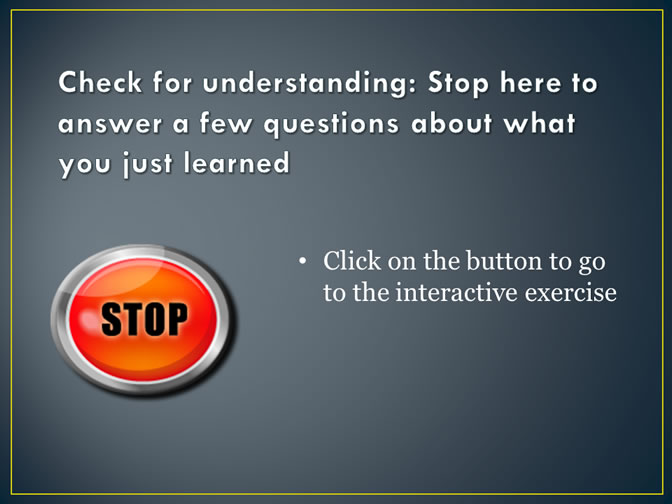 Check for understanding: Stop here to
answer a few questions about what
you just learned
STOP
• Click on the button to go
to the interactive exercise